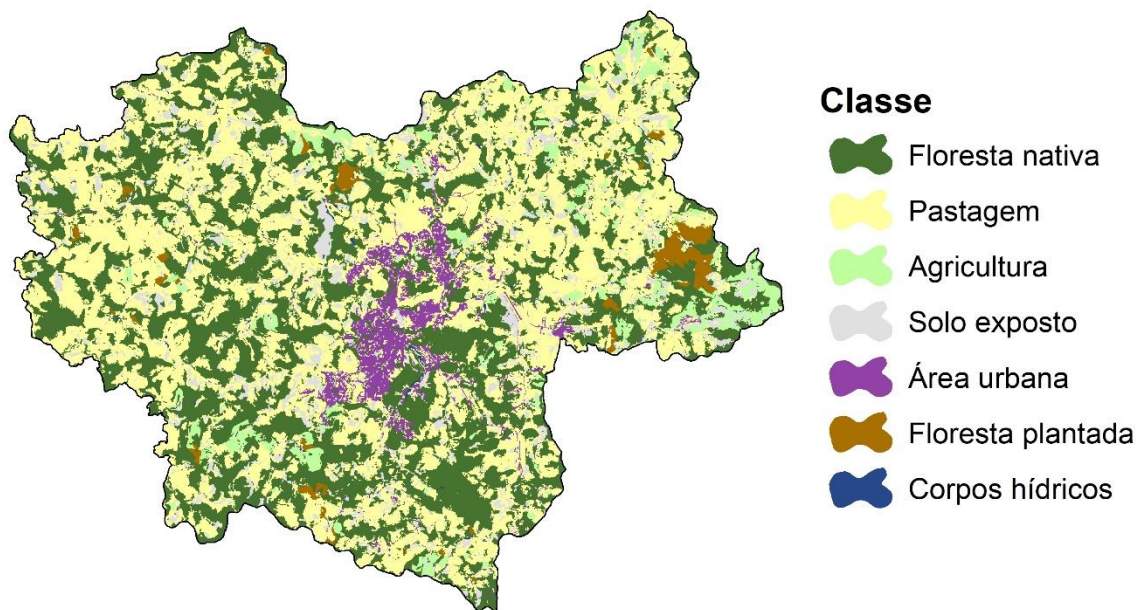 Classe
Floresta nativa
Pastagem
Agricultura
Solo exposto
Área urbana
Floresta plantada
Corpos hídricos